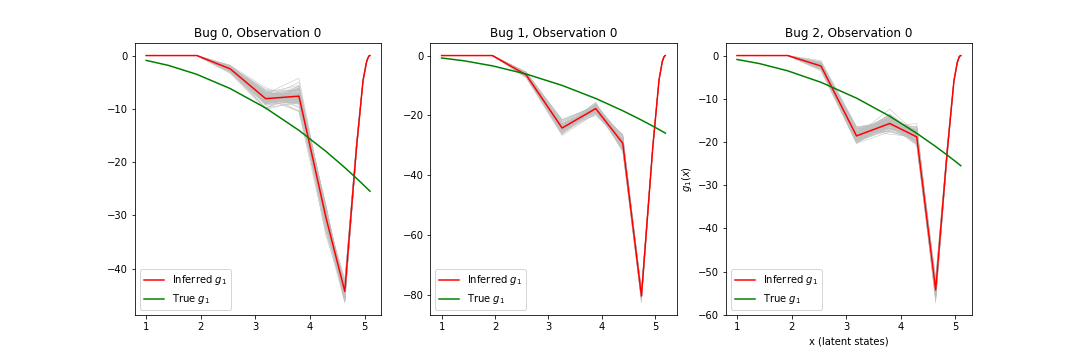 Bug 0, Observation 0
0
−10
−20
−30
−40
1 2 3 4 5
Inferred g₁
True g₁
Bug 1, Observation 0
0
−20
−40
−60
−80
1 2 3 4 5
Inferred g₁
True g₁
Bug 2, Observation 0
g₁(x)
0
−10
−20
−30
−40
−50
−60
1 2 3 4 5
Inferred g₁
True g₁
x (latent states)